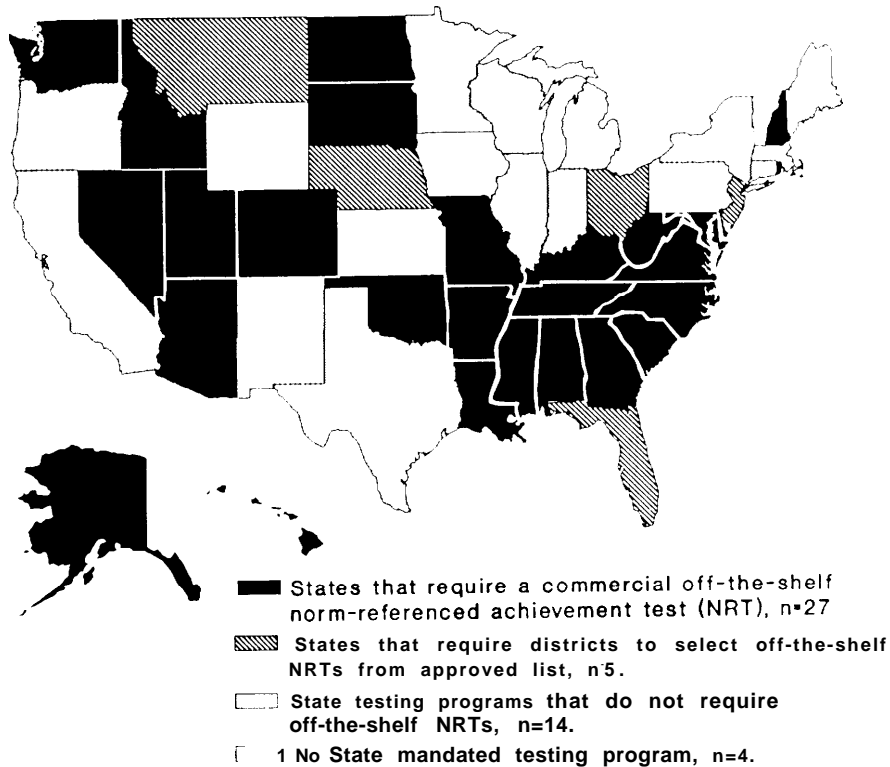 States that require a commercial off-the-shelf
norm-referenced achievement test (NRT), n=27
States that require districts to select off-the-shelf
NRTs from approved list, n 5.
State testing programs that do not require
off-the-shelf NRTs, n=14.
1 No State mandated testing program, n=4.